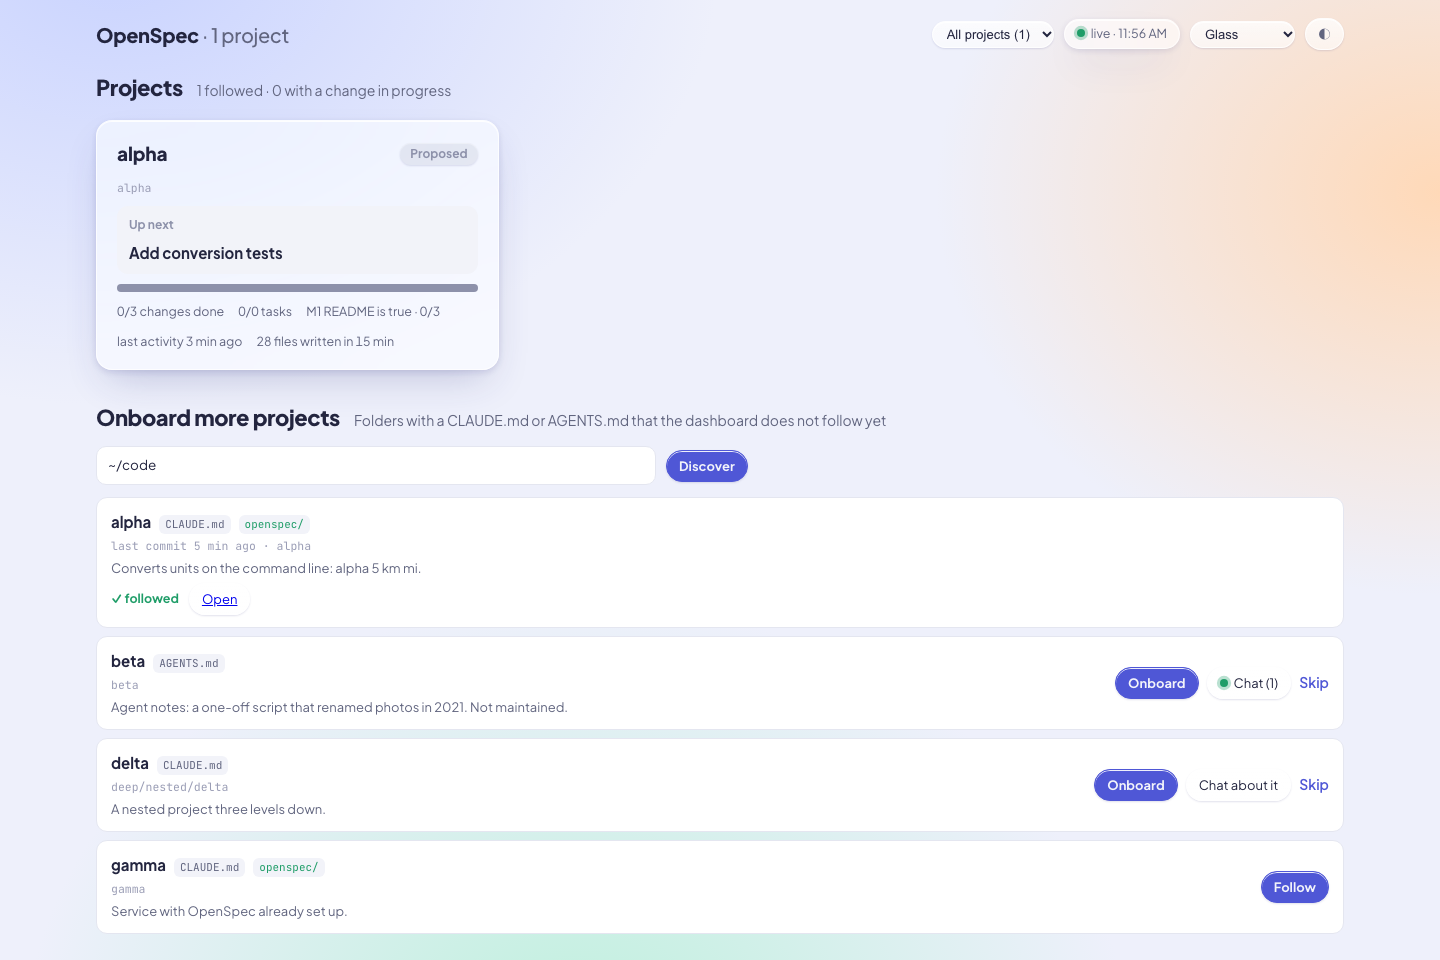 OpenSpec · 1 project
All projects (1)
live · 11:56 AM
Glass
Projects
1 followed · 0 with a change in progress
alpha
Proposed
alpha
Up next
Add conversion tests
0/3 changes done 0/0 tasks M1 README is true · 0/3
last activity 3 min ago 28 files written in 15 min
Onboard more projects
Folders with a CLAUDE.md or AGENTS.md that the dashboard does not follow yet
~/code
Discover
alpha CLAUDE.md openspec/
last commit 5 min ago · alpha
Converts units on the command line: alpha 5 km mi.
✓ followed Open
beta AGENTS.md
beta
Agent notes: a one-off script that renamed photos in 2021. Not maintained.
Onboard Chat (1) Skip
delta CLAUDE.md
deep/nested/delta
A nested project three levels down.
Onboard Chat about it Skip
gamma CLAUDE.md openspec/
gamma
Service with OpenSpec already set up.
Follow